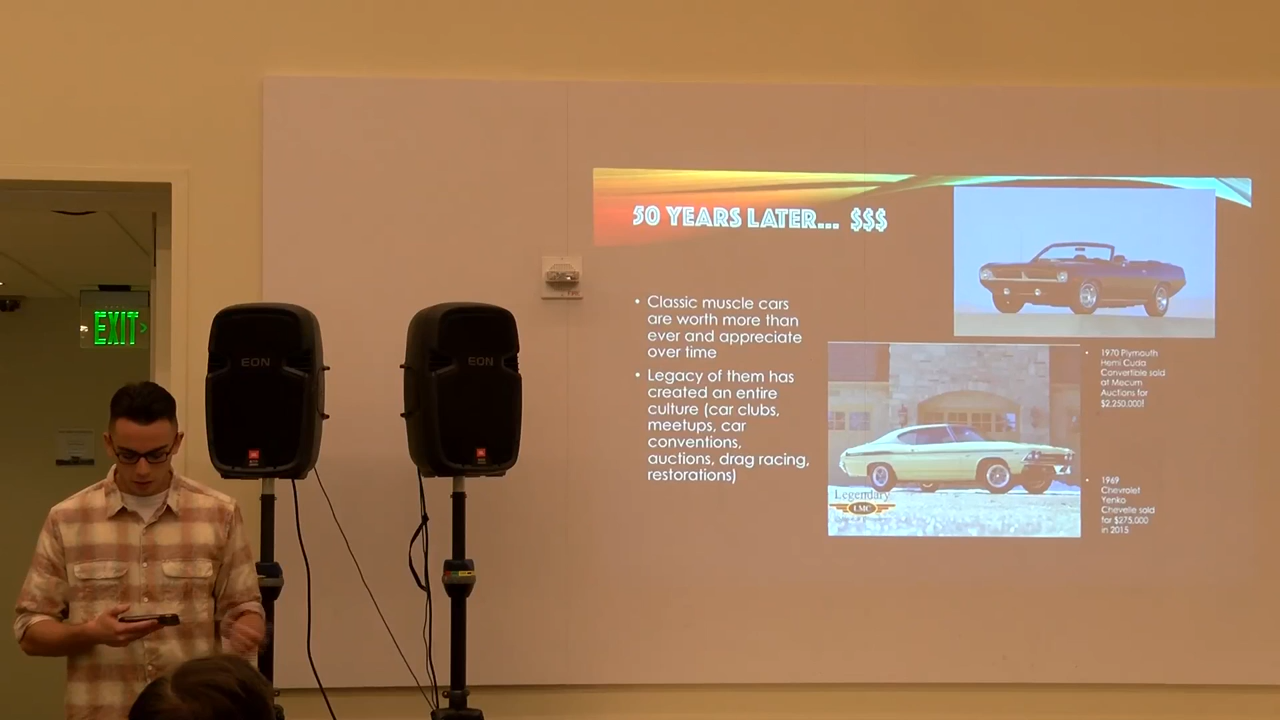 50 YEARS LATER... $$$
• Classic muscle cars
are worth more than
ever and appreciate
over time
• Legacy of them has
created an entire
culture (car clubs,
meetups, car
conventions,
auctions, drag racing,
restorations)
• 1970 Plymouth
Hemi Cuda
Convertible sold
at Mecum
Auctions for
$2,250,000!
• 1969
Chevrolet
Yenko
Chevelle sold
for $275,000
in 2015
Legendary
LMC
EXIT
EON
EON
JBL
JBL